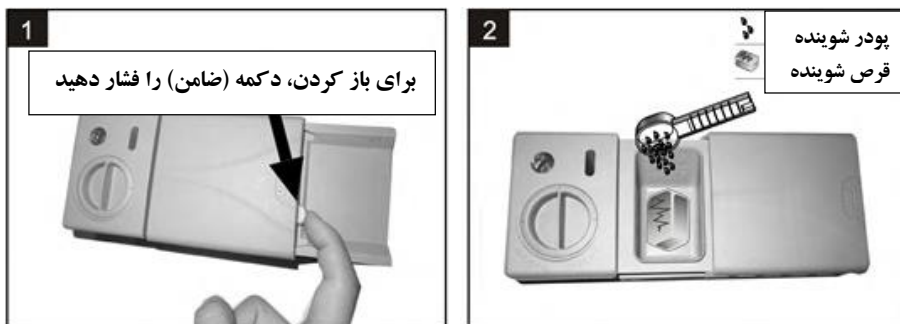 1
برای باز کردن، دکمه (ضامن) را فشار دهید
2
پودر شوینده
قرص شوینده